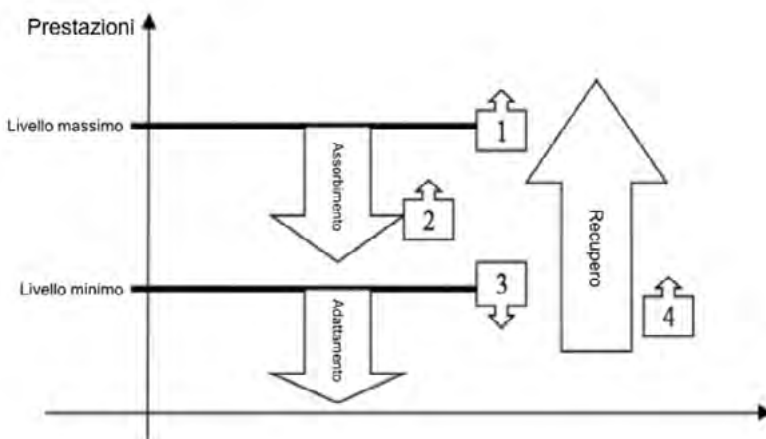 Prestazioni
Livello massimo
1
Assorbimento
2
Recupero
Livello minimo
3
4
Adattamento